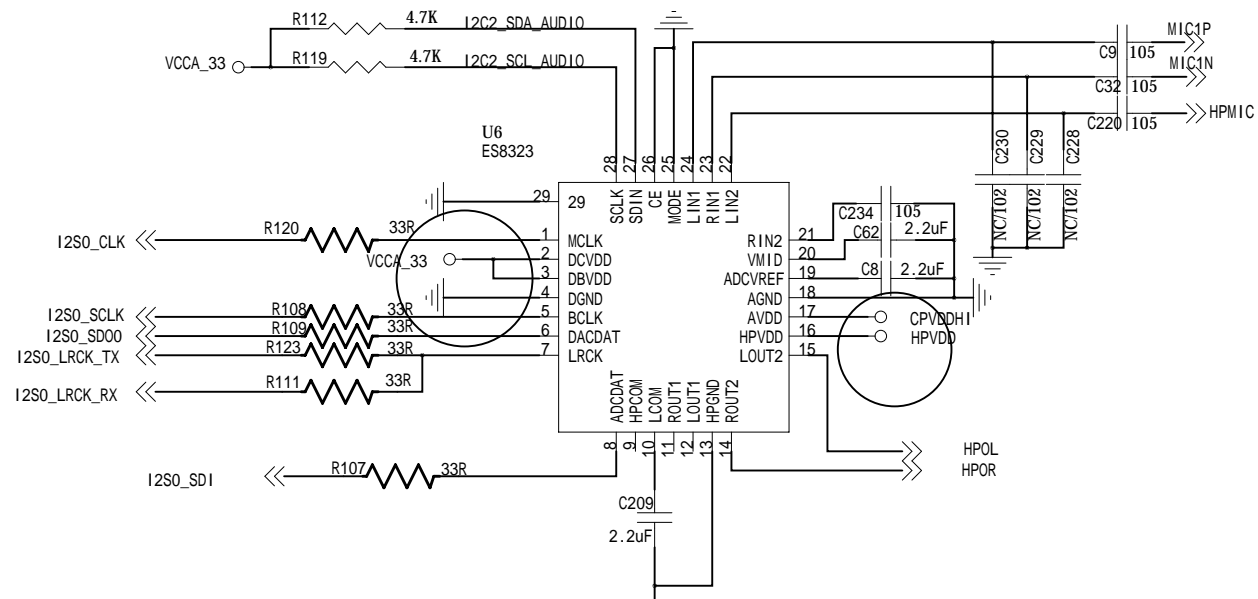 R112 4.7K I2C2_SDA_AUDIO
VCCA_33 R119 4.7K I2C2_SCL_AUDIO
C9 105 MIC1P
C32 105 MIC1N
C220 105 HPMIC
U6
ES8323
C230 C229 C228
NC/102 NC/102 NC/102
28 27 26 25 24 23 22
SCLK SDIN CE MODE LIN1 RIN1 LIN2
29 29
I2S0_CLK R120 33R 1 MCLK
VCCA_33 2 DCVDD
3 DBVDD
4 DGND
I2S0_SCLK R108 33R 5 BCLK
I2S0_SDO0 R109 33R 6 DACDAT
I2S0_LRCK_TX R123 33R 7 LRCK
I2S0_LRCK_RX R111 33R
C234 105
RIN2 21 C62 2.2uF
VMID 20
ADCVREF 19 C8 2.2uF
AGND 18
AVDD 17 CPVDDHI
HPVDD 16 HPVDD
LOUT2 15
ADCDAT HPCOM LCOM ROUT1 LOUT1 HPGND ROUT2
8 9 10 11 12 13 14
HPOL
HPOR
I2S0_SDI R107 33R
C209
2.2uF